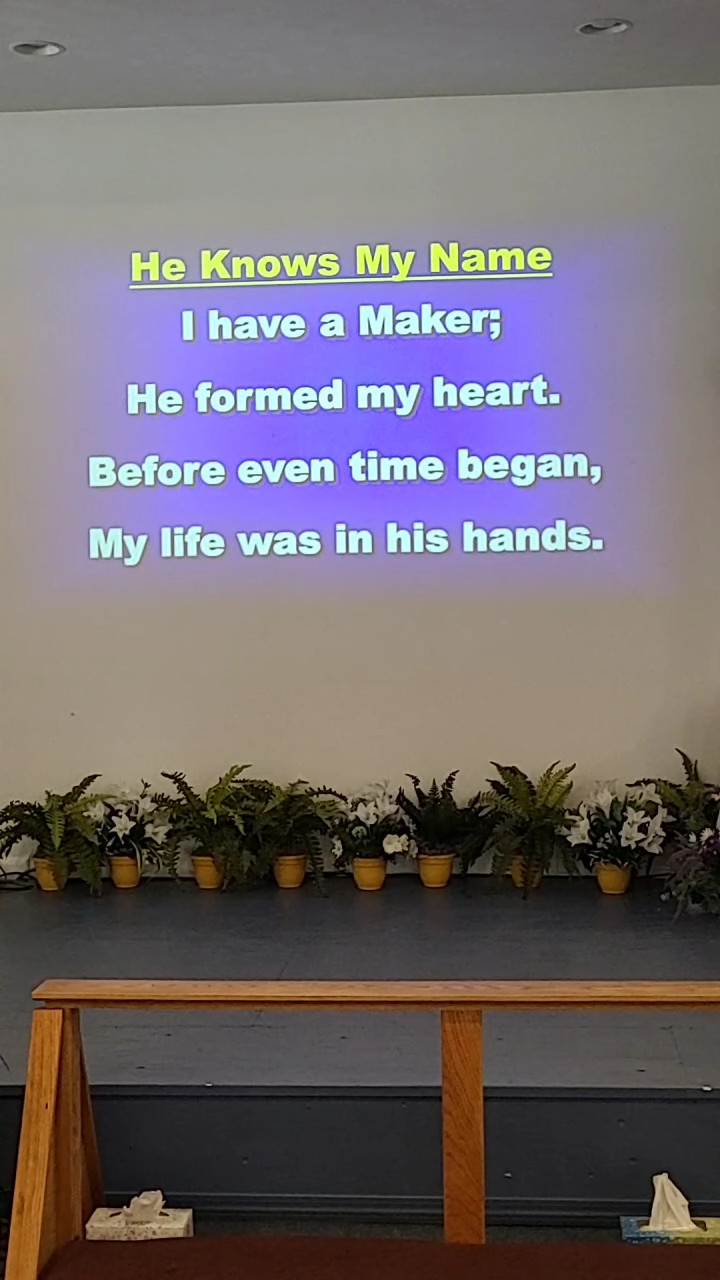 He Knows My Name
I have a Maker;
He formed my heart.
Before even time began,
My life was in his hands.